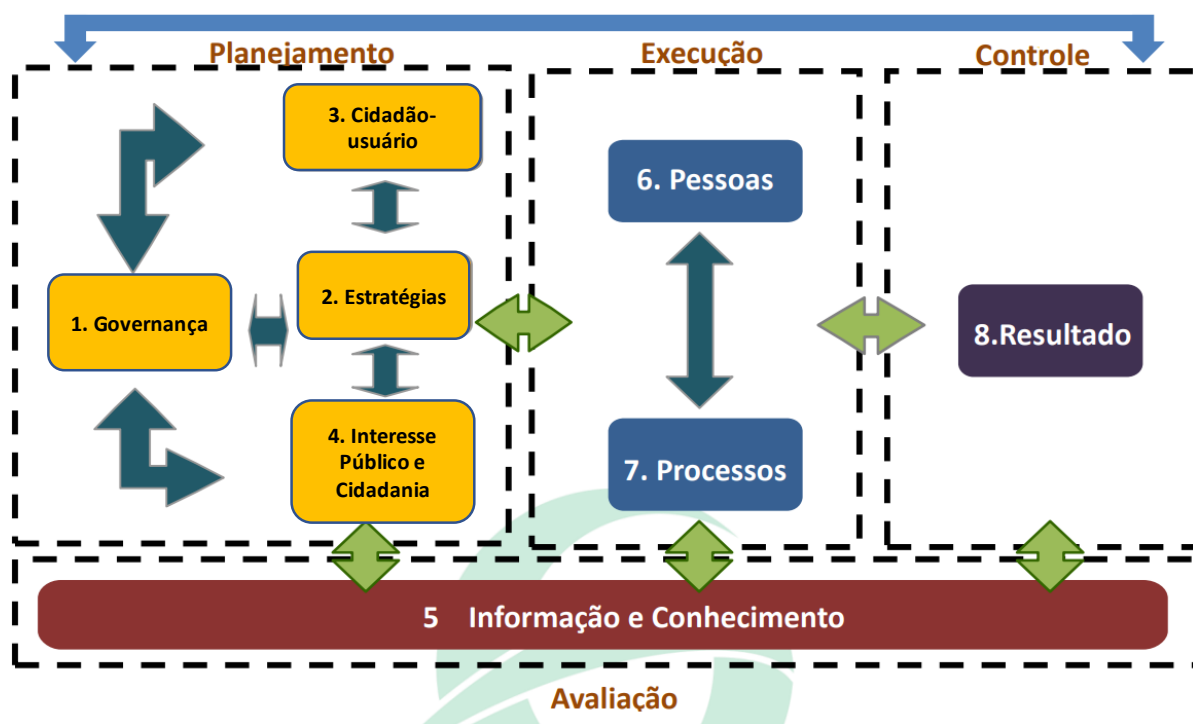 Planejamento
Execução
Controle
3. Cidadão-
usuário
6. Pessoas
2. Estratégias
1. Governança
8.Resultado
4. Interesse
Público e
Cidadania
7. Processos
5 Informação e Conhecimento
Avaliação